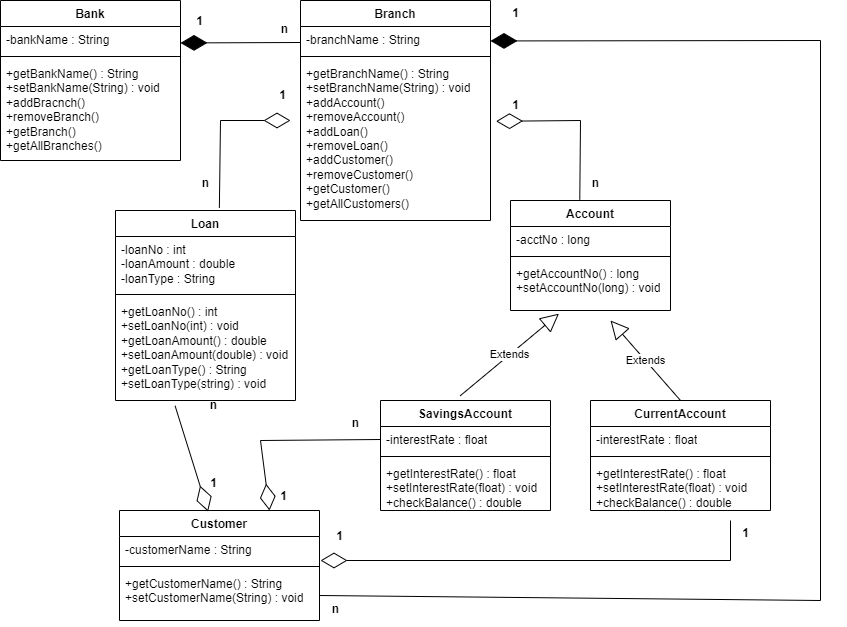 Bank
-bankName : String
+getBankName() : String
+setBankName(String) : void
+addBracnch()
+removeBranch()
+getBranch()
+getAllBranches()
1
n
Branch
-branchName : String
+getBranchName() : String
+setBranchName(String) : void
+addAccount()
+removeAccount()
+addLoan()
+removeLoan()
+addCustomer()
+removeCustomer()
+getCustomer()
+getAllCustomers()
1
1
n
1
n
Loan
-loanNo : int
-loanAmount : double
-loanType : String
+getLoanNo() : int
+setLoanNo(int) : void
+getLoanAmount() : double
+setLoanAmount(double) : void
+getLoanType() : String
+setLoanType(string) : void
n
Account
-acctNo : long
+getAccountNo() : long
+setAccountNo(long) : void
Extends
Extends
n
SavingsAccount
-interestRate : float
+getInterestRate() : float
+setInterestRate(float) : void
+checkBalance() : double
CurrentAccount
-interestRate : float
+getInterestRate() : float
+setInterestRate(float) : void
+checkBalance() : double
1
1
1
1
Customer
-customerName : String
+getCustomerName() : String
+setCustomerName(String) : void
n